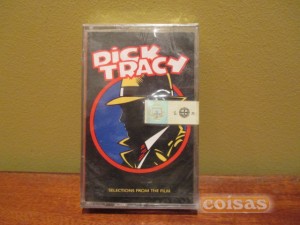 DICK
TRACY
SELECTIONS FROM THE FILM
coisas